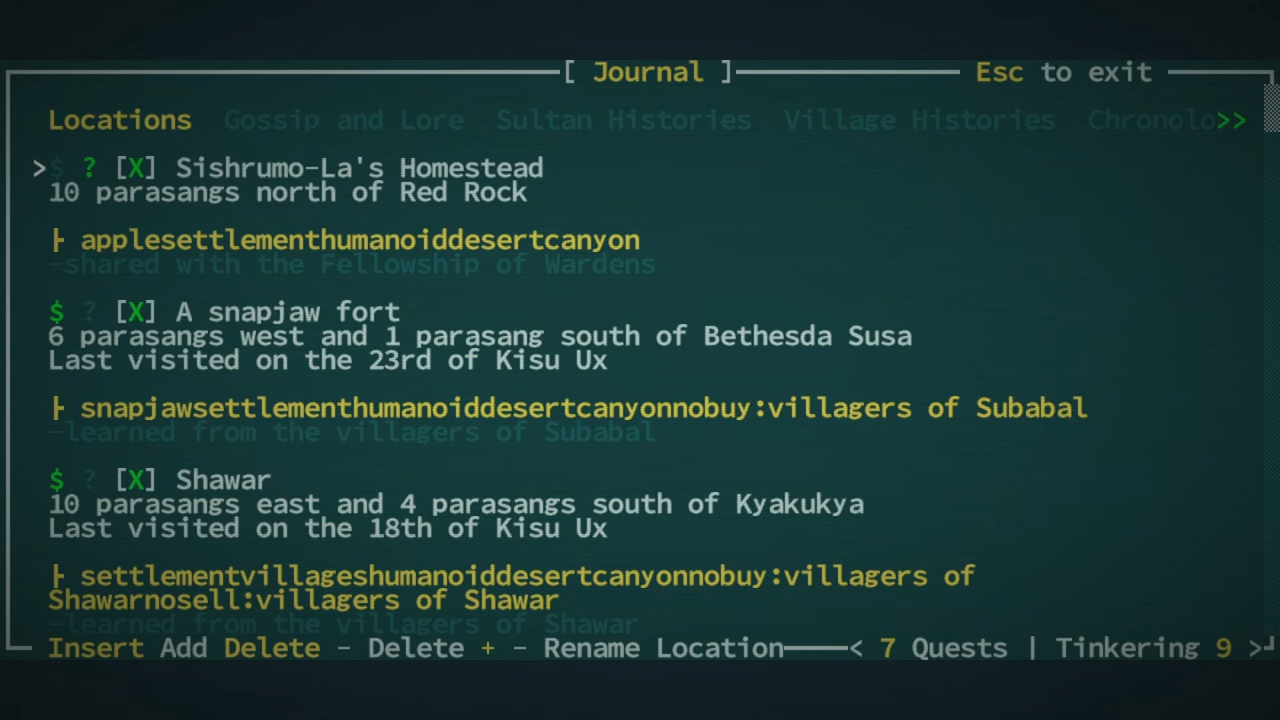 [ Journal ] Esc to exit
Locations Gossip and Lore Sultan Histories Village Histories Chronolo>>
>$ ? [X] Sishrumo-La's Homestead
10 parasangs north of Red Rock
├ applesettlementhumanoiddesertcanyon
-shared with the Fellowship of Wardens
$ ? [X] A snapjaw fort
6 parasangs west and 1 parasang south of Bethesda Susa
Last visited on the 23rd of Kisu Ux
├ snapjawsettlementhumanoiddesertcanyonnobuy:villagers of Subabal
-learned from the villagers of Subabal
$ ? [X] Shawar
10 parasangs east and 4 parasangs south of Kyakukya
Last visited on the 18th of Kisu Ux
├ settlementvillageshumanoiddesertcanyonnobuy:villagers of
Shawarnosell:villagers of Shawar
-learned from the villagers of Shawar
Insert Add Delete - Delete + - Rename Location < 7 Quests | Tinkering 9 >